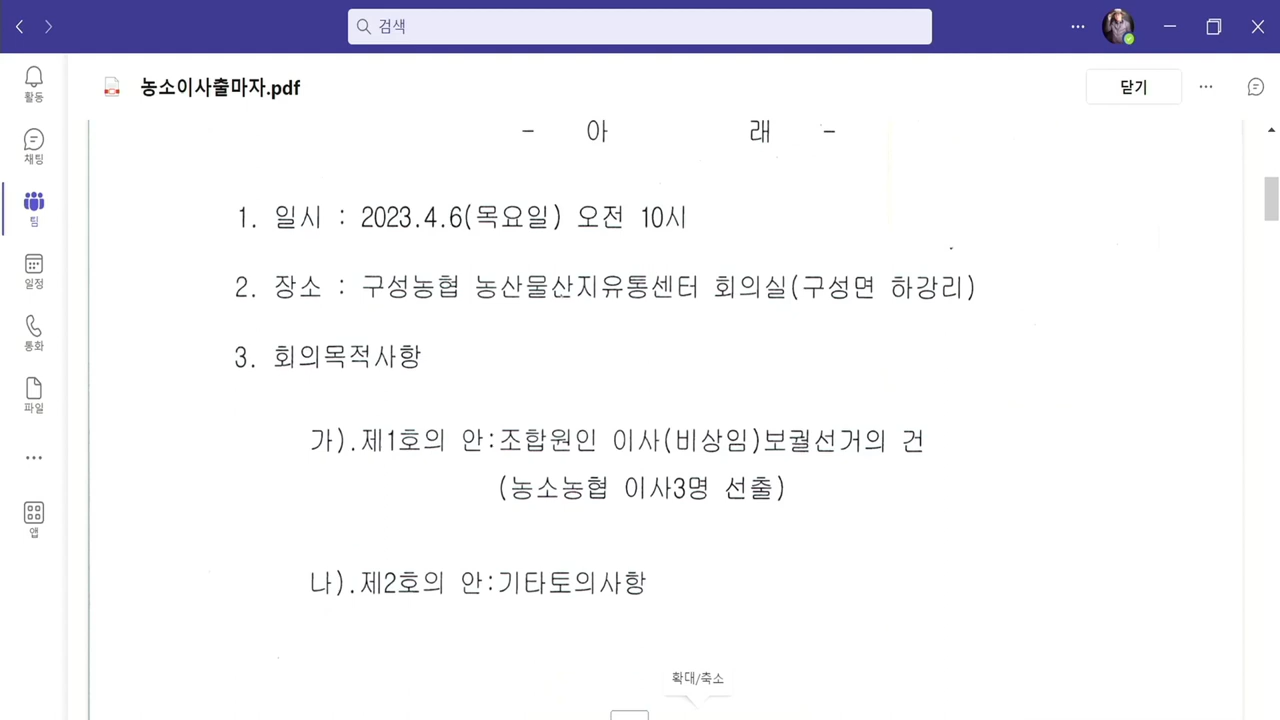 검색
활동
채팅
팀
일정
통화
파일
앱
농소이사출마자.pdf
닫기
- 아 래 -
1. 일시 : 2023.4.6(목요일) 오전 10시
2. 장소 : 구성농협 농산물산지유통센터 회의실(구성면 하강리)
3. 회의목적사항
가).제1호의 안:조합원인 이사(비상임)보궐선거의 건
(농소농협 이사3명 선출)
나).제2호의 안:기타토의사항
확대/축소